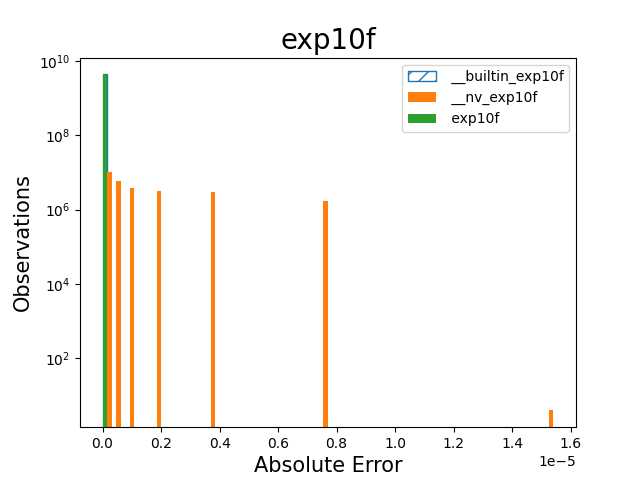 exp10f
__builtin_exp10f
__nv_exp10f
exp10f
Observations
10^10
10^8
10^6
10^4
10^2
0.0 0.2 0.4 0.6 0.8 1.0 1.2 1.4 1.6
1e−5
Absolute Error